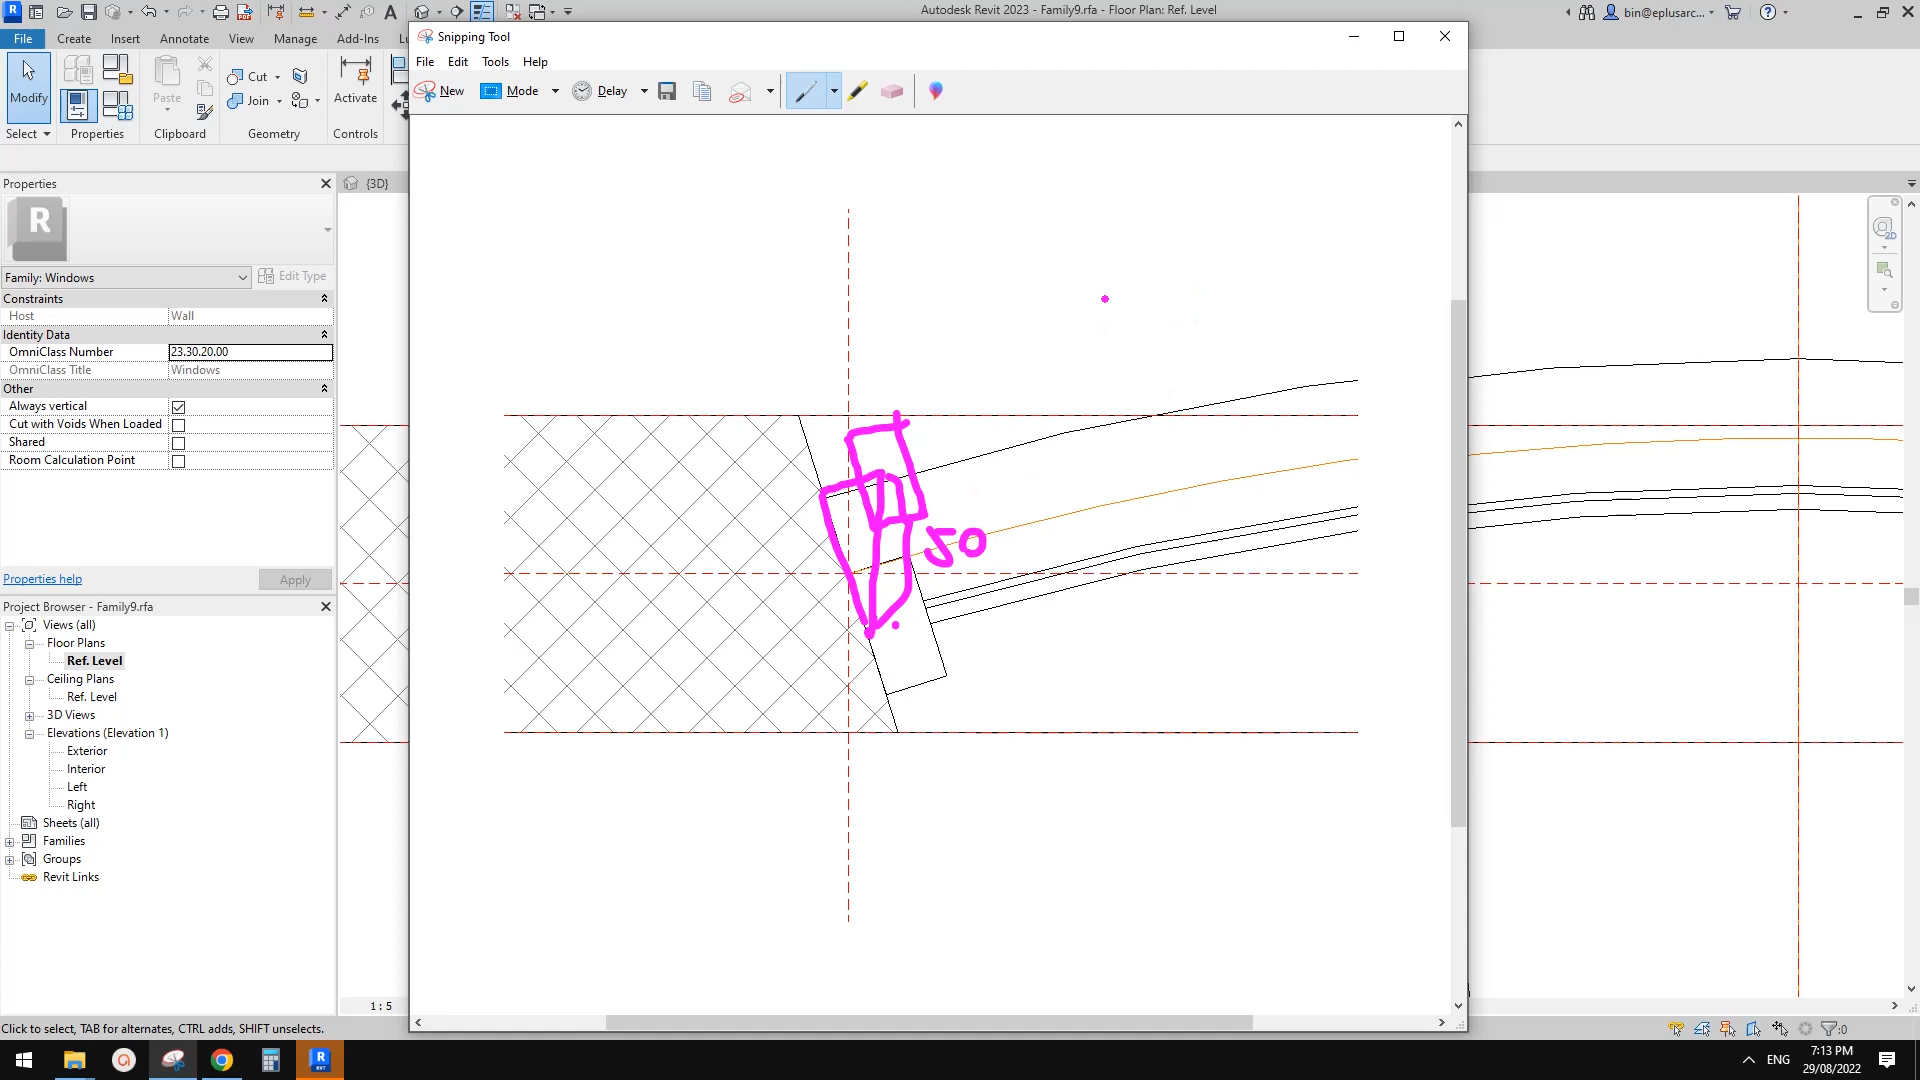 Autodesk Revit 2023 - Family9.rfa - Floor Plan: Ref. Level
bin@eplusarc...
File Create Insert Annotate View Manage Add-Ins Lu
Modify
Select
Properties
Paste
Clipboard
Cut
Join
Geometry
Activate
Controls
Snipping Tool
File Edit Tools Help
New Mode Delay
Properties
{3D}
R
Family: Windows
Edit Type
Constraints
Host Wall
Identity Data
OmniClass Number 23.30.20.00
OmniClass Title Windows
Other
Always vertical
Cut with Voids When Loaded
Shared
Room Calculation Point
Properties help
Apply
Project Browser - Family9.rfa
Views (all)
Floor Plans
Ref. Level
Ceiling Plans
Ref. Level
3D Views
Elevations (Elevation 1)
Exterior
Interior
Left
Right
Sheets (all)
Families
Groups
Revit Links
50
2D
1 : 5
Click to select, TAB for alternates, CTRL adds, SHIFT unselects.
:0
ENG
7:13 PM
29/08/2022